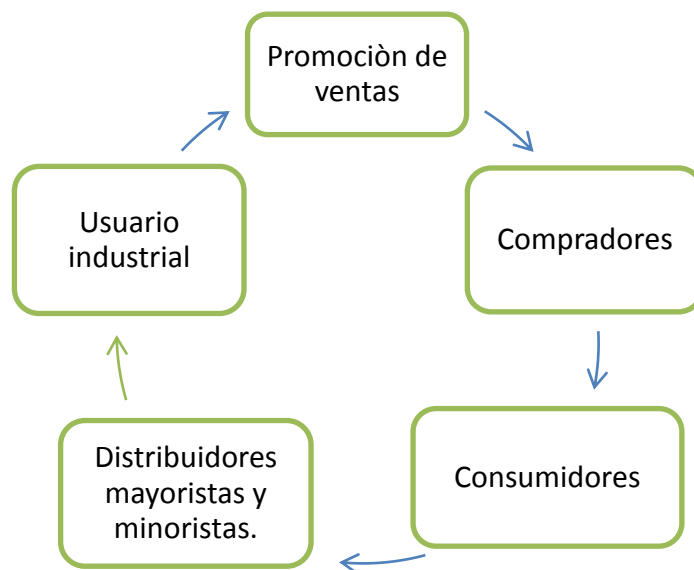 Promociòn de
ventas
Compradores
Consumidores
Distribuidores
mayoristas y
minoristas.
Usuario
industrial